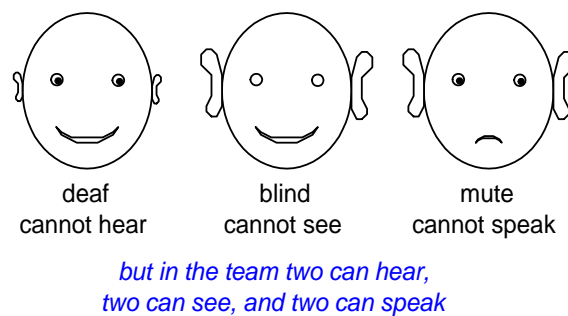 deaf
cannot hear
blind
cannot see
mute
cannot speak
but in the team two can hear,
two can see, and two can speak